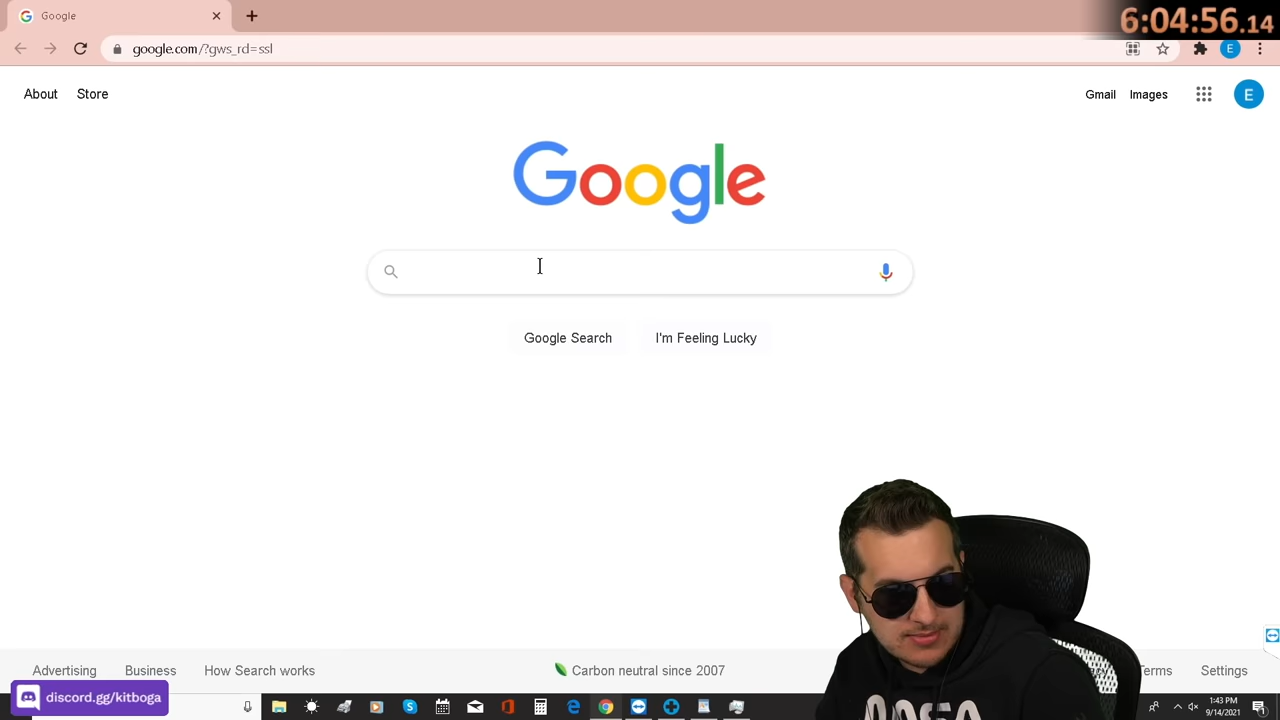 Google
6:04:56.14
google.com/?gws_rd=ssl
E
About Store
Gmail Images
E
Google
Google Search
I'm Feeling Lucky
Advertising Business How Search works
Carbon neutral since 2007
Terms Settings
discord.gg/kitboga
1:43 PM
9/14/2021